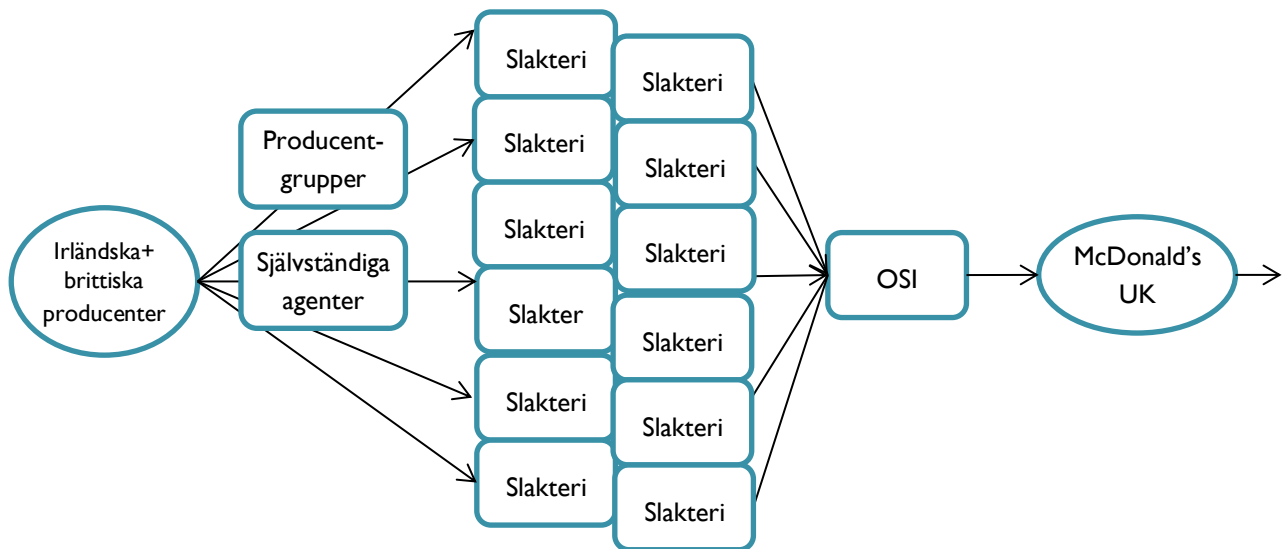 Irländska+
brittiska
producenter
Producent-
grupper
Självständiga
agenter
Slakteri
Slakteri
Slakteri
Slakter
Slakteri
Slakteri
Slakteri
Slakteri
Slakteri
Slakteri
Slakteri
Slakteri
OSI
McDonald's
UK